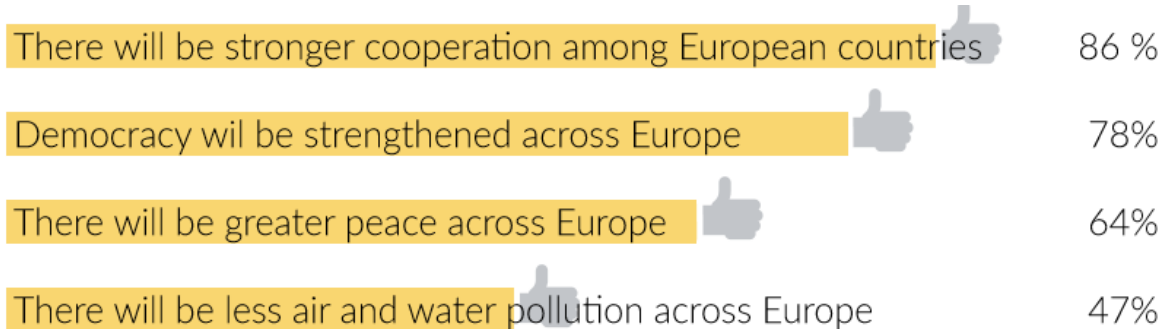 There will be stronger cooperation among European countries 86 %
Democracy wil be strengthened across Europe 78%
There will be greater peace across Europe 64%
There will be less air and water pollution across Europe 47%